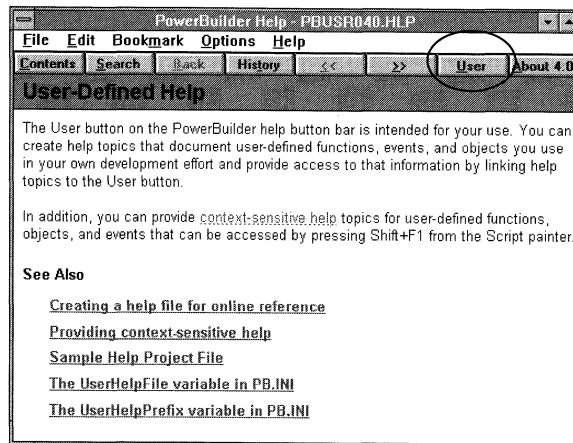 PowerBuilder Help - PBUSR040.HLP
File Edit Bookmark Options Help
Contents Search Back History << >> User About 4.0
User-Defined Help
The User button on the PowerBuilder help button bar is intended for your use. You can
create help topics that document user-defined functions, events, and objects you use
in your own development effort and provide access to that information by linking help
topics to the User button.
In addition, you can provide context-sensitive help topics for user-defined functions,
objects, and events that can be accessed by pressing Shift+F1 from the Script painter.
See Also
Creating a help file for online reference
Providing context-sensitive help
Sample Help Project File
The UserHelpFile variable in PB.INI
The UserHelpPrefix variable in PB.INI